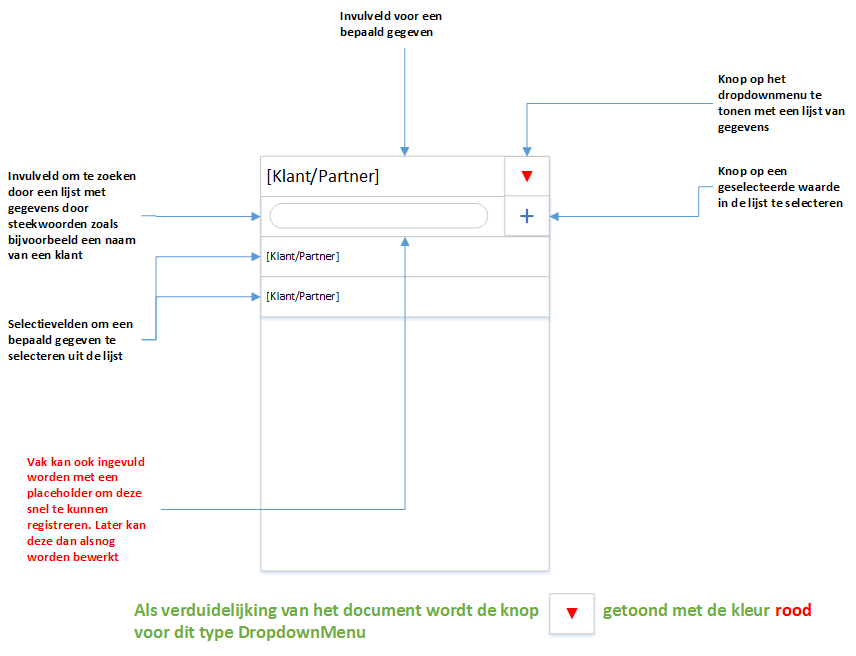 Invulveld voor een
bepaald gegeven
Knop op het
dropdownmenu te
tonen met een lijst van
gegevens
Invulveld om te zoeken
door een lijst met
gegevens door
steekwoorden zoals
bijvoorbeeld een naam
van een klant
[Klant/Partner]
▼
Knop op een
geselecteerde waarde
in de lijst te selecteren
+
[Klant/Partner]
[Klant/Partner]
Selectievelden om een
bepaald gegeven te
selecteren uit de lijst
Vak kan ook ingevuld
worden met een
placeholder om deze
snel te kunnen
registreren. Later kan
deze dan alsnog
worden bewerkt
Als verduidelijking van het document wordt de knop ▼ getoond met de kleur rood
voor dit type DropdownMenu